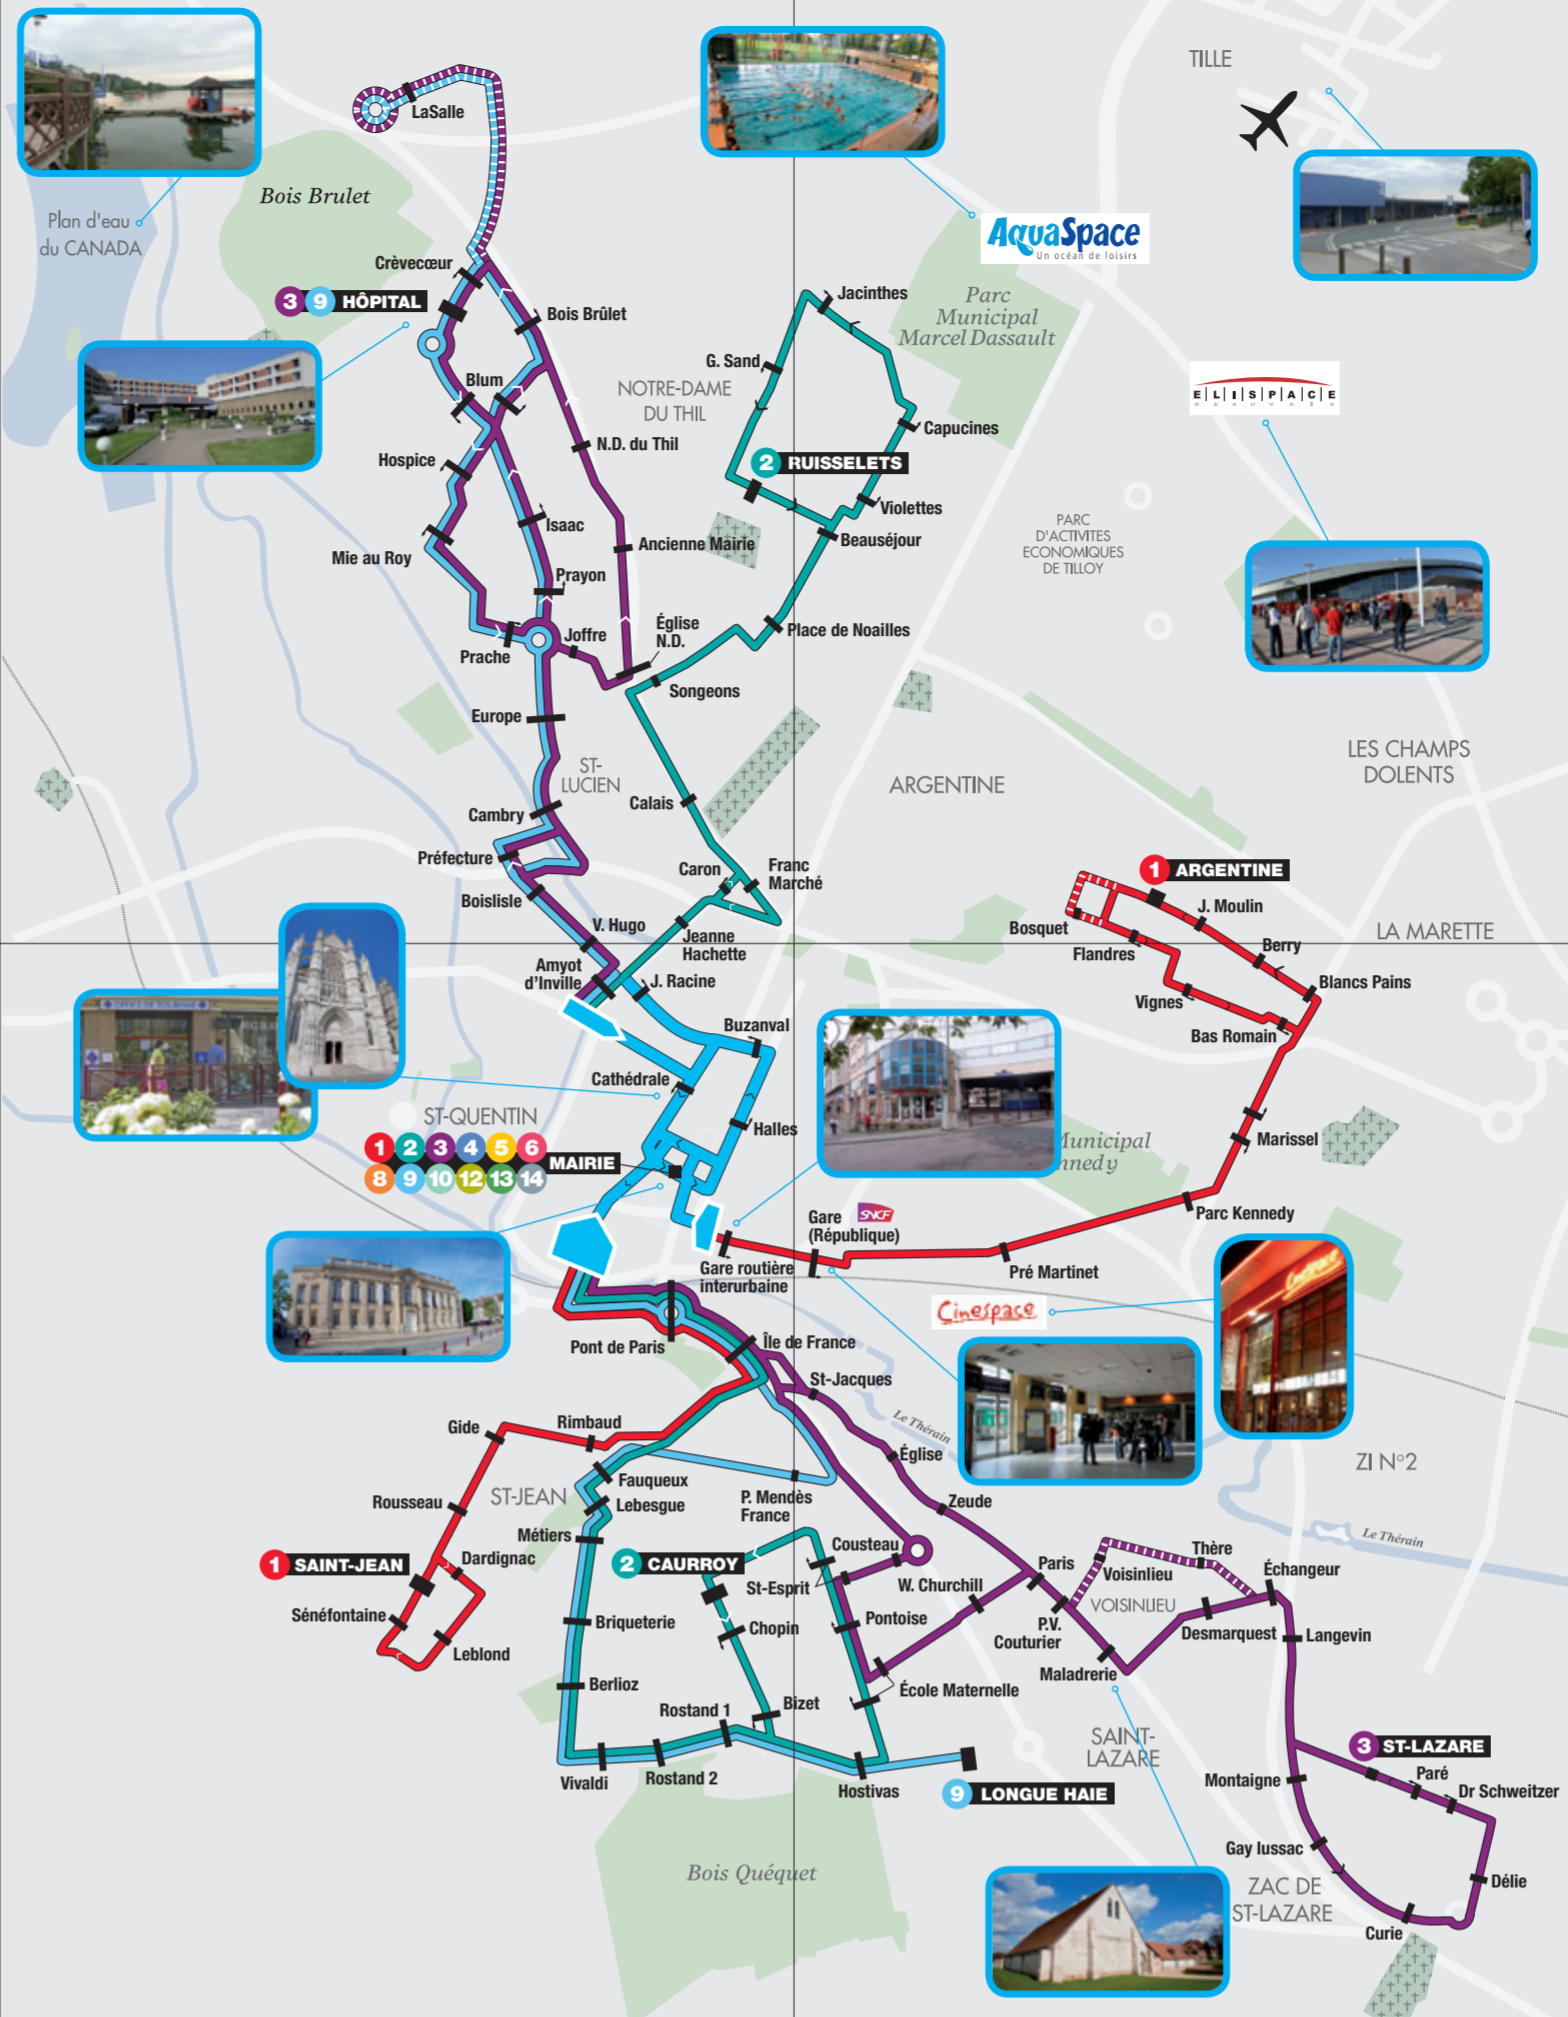 TILLE
LaSalle
Bois Brulet
Plan d'eau
du CANADA
AquaSpace
Un océan de loisirs
Crèvecœur
3 9 HÔPITAL
Bois Brûlet
Jacinthes
Parc
Municipal
Marcel Dassault
G. Sand
NOTRE-DAME
DU THIL
Blum
ELISPACE
BEAUVAIS
Capucines
N.D. du Thil
Hospice
2 RUISSELETS
Violettes
Isaac
Beauséjour
PARC
D'ACTIVITES
ECONOMIQUES
DE TILLOY
Ancienne Mairie
Mie au Roy
Prayon
Église
N.D.
Joffre
Place de Noailles
Prache
Songeons
Europe
ST-
LUCIEN
LES CHAMPS
DOLENTS
ARGENTINE
Calais
Cambry
Préfecture
Caron
Franc
Marché
1 ARGENTINE
Boislisle
J. Moulin
V. Hugo
Bosquet
LA MARETTE
Jeanne
Hachette
Flandres
Berry
Amyot
d'Inville
J. Racine
Blancs Pains
Vignes
OFFICE DE TOURISME
Buzanval
Bas Romain
Cathédrale
ST-QUENTIN
Halles
Marissel
Municipal
nnedy
1 2 3 4 5 6
MAIRIE
8 9 10 12 13 14
Gare
(République)
SNCF
Parc Kennedy
Gare routière
interurbaine
Pré Martinet
Cinespace
Pont de Paris
Île de France
St-Jacques
Le Thérain
Gide
Rimbaud
Église
ZI N°2
Fauqueux
ST-JEAN
Rousseau
Lebesgue
P. Mendès
France
Zeude
Métiers
Le Thérain
Cousteau
Dardignac
1 SAINT-JEAN
2 CAURROY
Paris
Thère
Voisinlieu
Échangeur
St-Esprit
W. Churchill
VOISINLIEU
Sénéfontaine
Briqueterie
Chopin
Pontoise
P.V.
Couturier
Desmarquest
Langevin
Leblond
Maladrerie
Berlioz
École Maternelle
Rostand 1
Bizet
SAINT-
LAZARE
3 ST-LAZARE
Vivaldi
Rostand 2
Hostivas
9 LONGUE HAIE
Montaigne
Paré
Dr Schweitzer
Gay lussac
Bois Quéquet
ZAC DE
ST-LAZARE
Délie
Curie